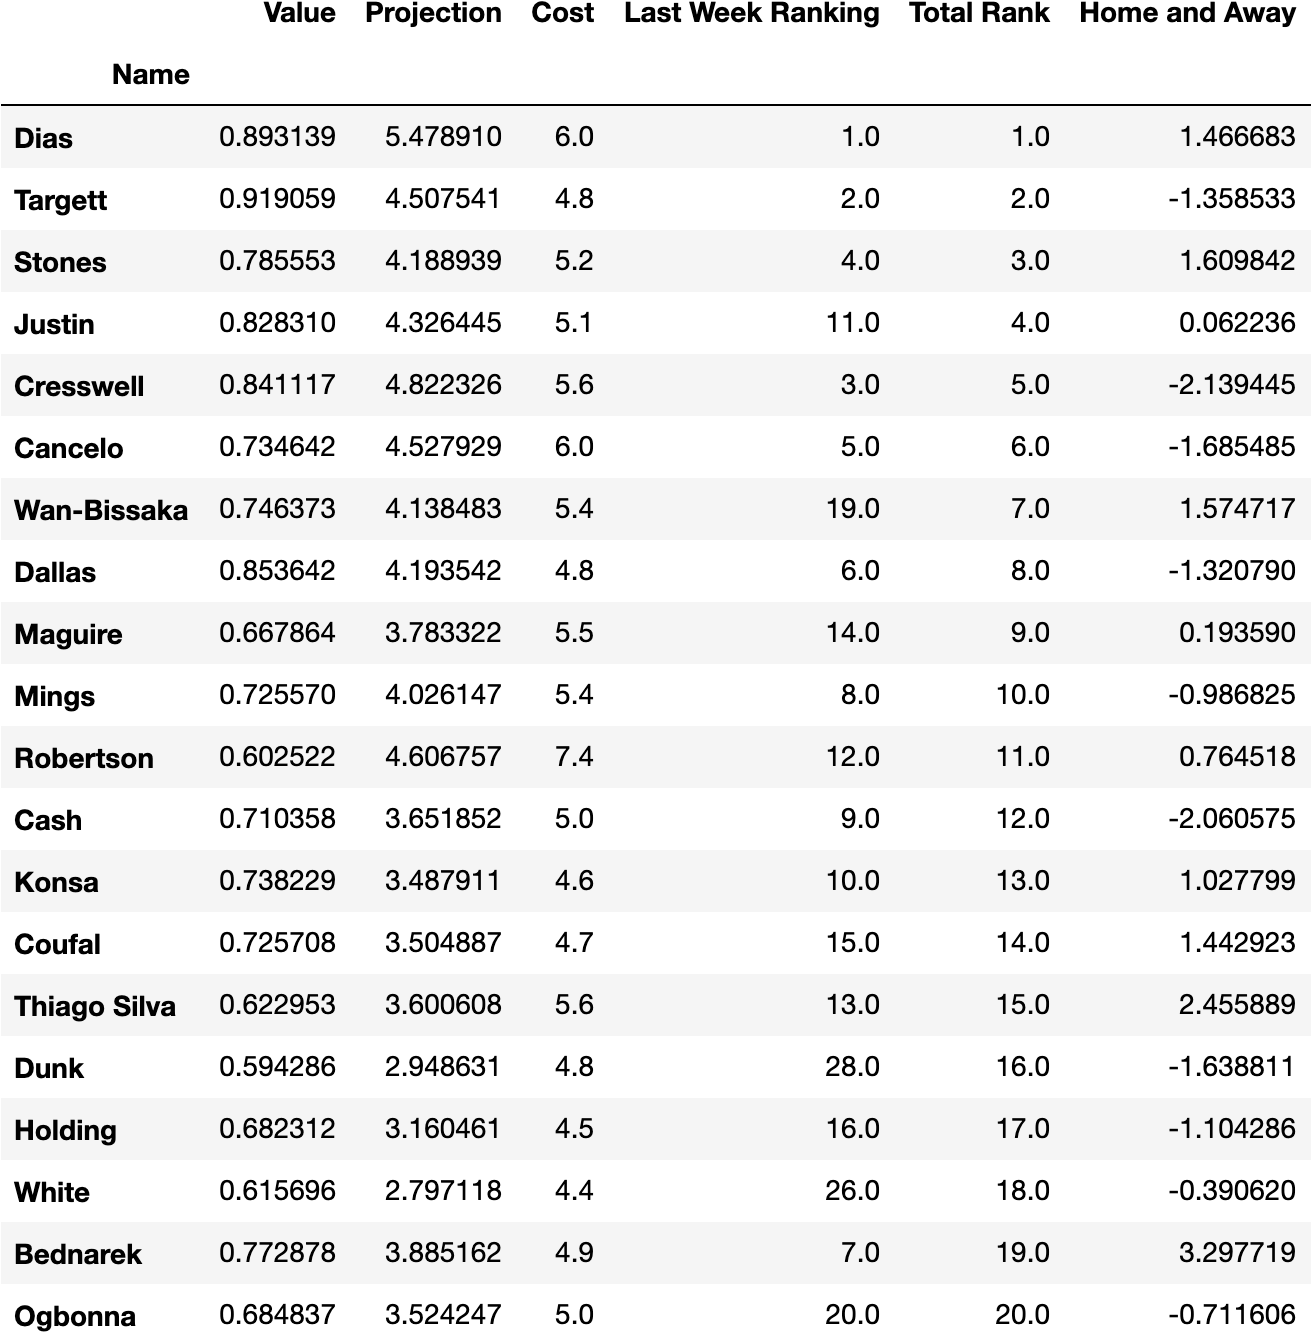 Value Projection Cost Last Week Ranking Total Rank Home and Away
Name
Dias 0.893139 5.478910 6.0 1.0 1.0 1.466683
Targett 0.919059 4.507541 4.8 2.0 2.0 -1.358533
Stones 0.785553 4.188939 5.2 4.0 3.0 1.609842
Justin 0.828310 4.326445 5.1 11.0 4.0 0.062236
Cresswell 0.841117 4.822326 5.6 3.0 5.0 -2.139445
Cancelo 0.734642 4.527929 6.0 5.0 6.0 -1.685485
Wan-Bissaka 0.746373 4.138483 5.4 19.0 7.0 1.574717
Dallas 0.853642 4.193542 4.8 6.0 8.0 -1.320790
Maguire 0.667864 3.783322 5.5 14.0 9.0 0.193590
Mings 0.725570 4.026147 5.4 8.0 10.0 -0.986825
Robertson 0.602522 4.606757 7.4 12.0 11.0 0.764518
Cash 0.710358 3.651852 5.0 9.0 12.0 -2.060575
Konsa 0.738229 3.487911 4.6 10.0 13.0 1.027799
Coufal 0.725708 3.504887 4.7 15.0 14.0 1.442923
Thiago Silva 0.622953 3.600608 5.6 13.0 15.0 2.455889
Dunk 0.594286 2.948631 4.8 28.0 16.0 -1.638811
Holding 0.682312 3.160461 4.5 16.0 17.0 -1.104286
White 0.615696 2.797118 4.4 26.0 18.0 -0.390620
Bednarek 0.772878 3.885162 4.9 7.0 19.0 3.297719
Ogbonna 0.684837 3.524247 5.0 20.0 20.0 -0.711606